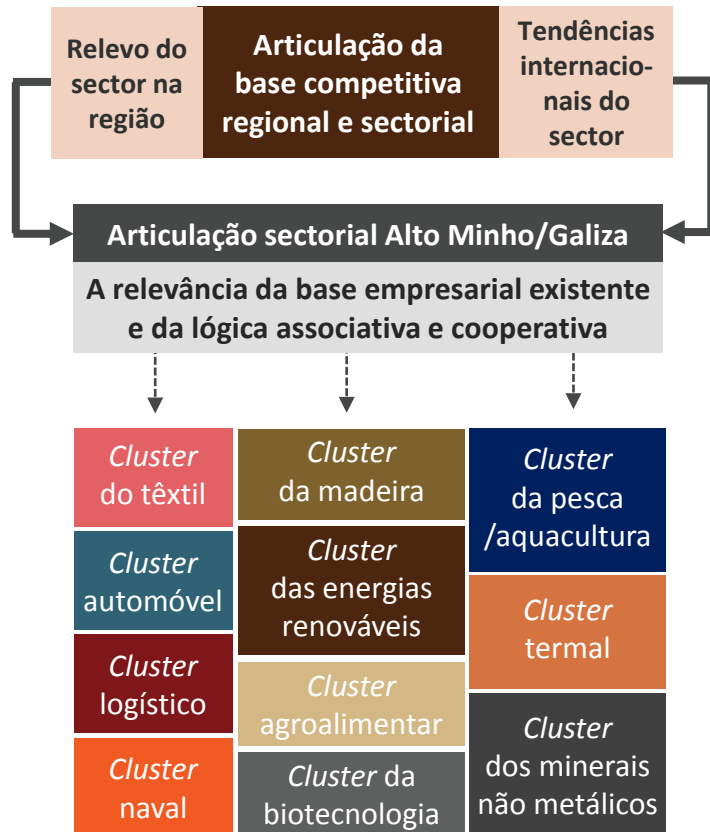 Relevo do
sector na
região
Articulação da
base competitiva
regional e sectorial
Tendências
internacio-
nais do
sector
Articulação sectorial Alto Minho/Galiza
A relevância da base empresarial existente
e da lógica associativa e cooperativa
Cluster
do têxtil
Cluster
automóvel
Cluster
logístico
Cluster
naval
Cluster
da madeira
Cluster
das energias
renováveis
Cluster
agroalimentar
Cluster da
biotecnologia
Cluster
da pesca
/aquacultura
Cluster
termal
Cluster
dos minerais
não metálicos